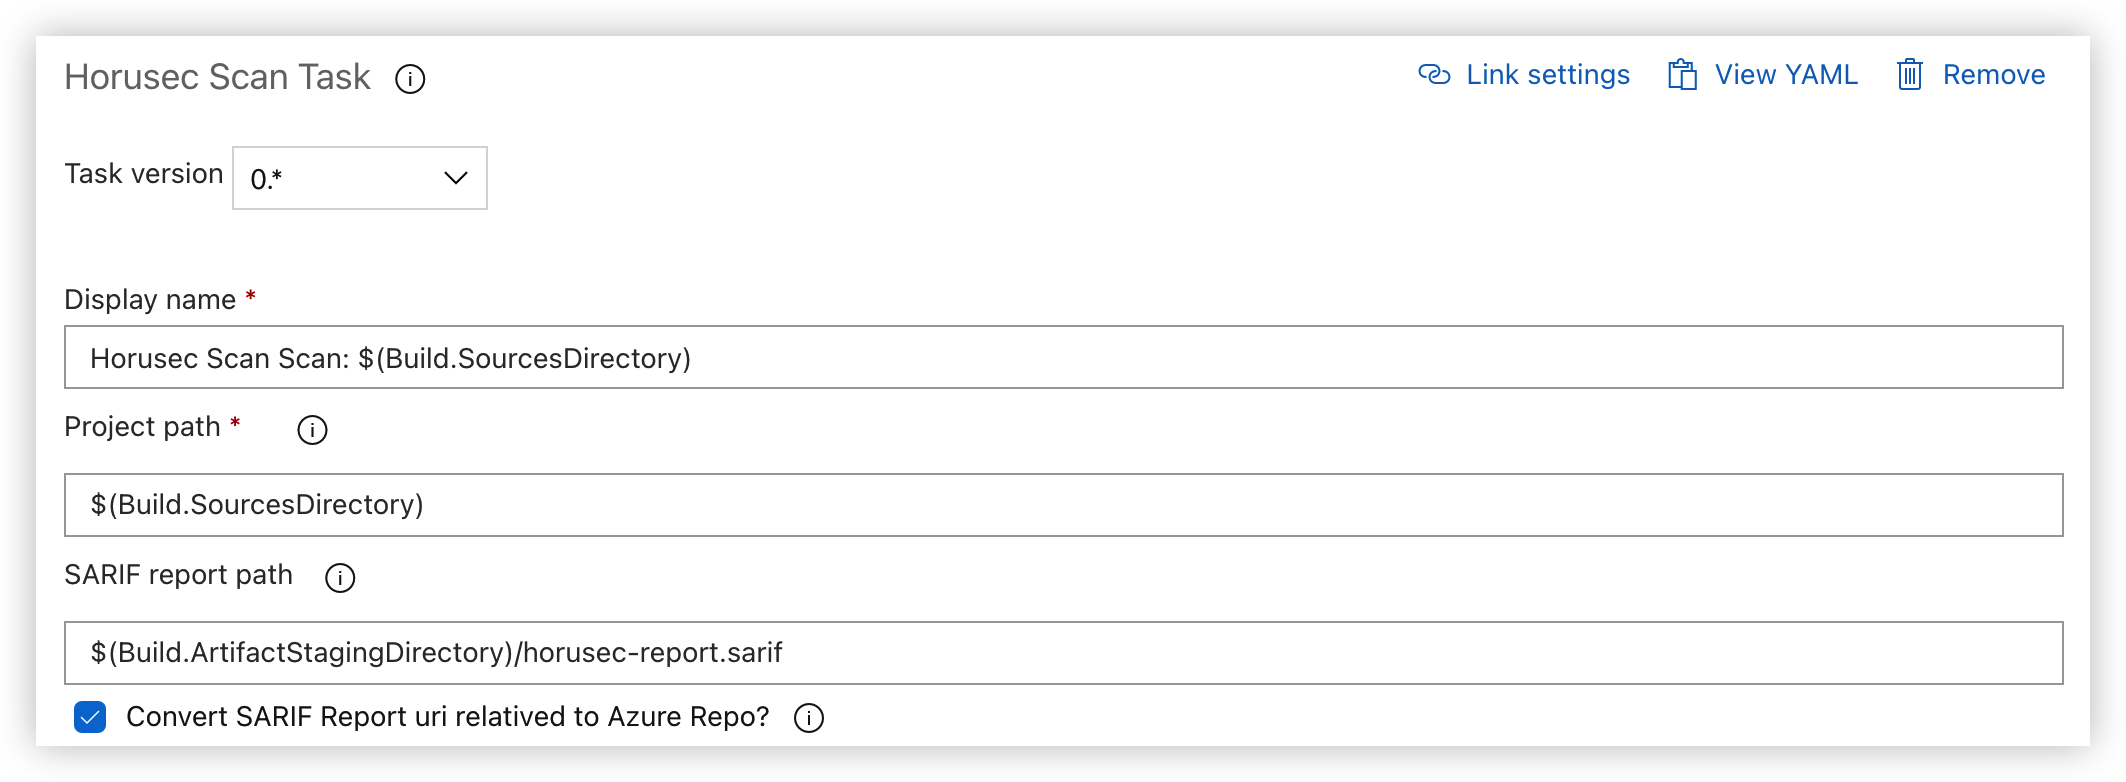 Horusec Scan Task
Link settings
View YAML
Remove
Task version
0.*
Display name *
Horusec Scan Scan: $(Build.SourcesDirectory)
Project path *
$(Build.SourcesDirectory)
SARIF report path
$(Build.ArtifactStagingDirectory)/horusec-report.sarif
Convert SARIF Report uri relatived to Azure Repo?